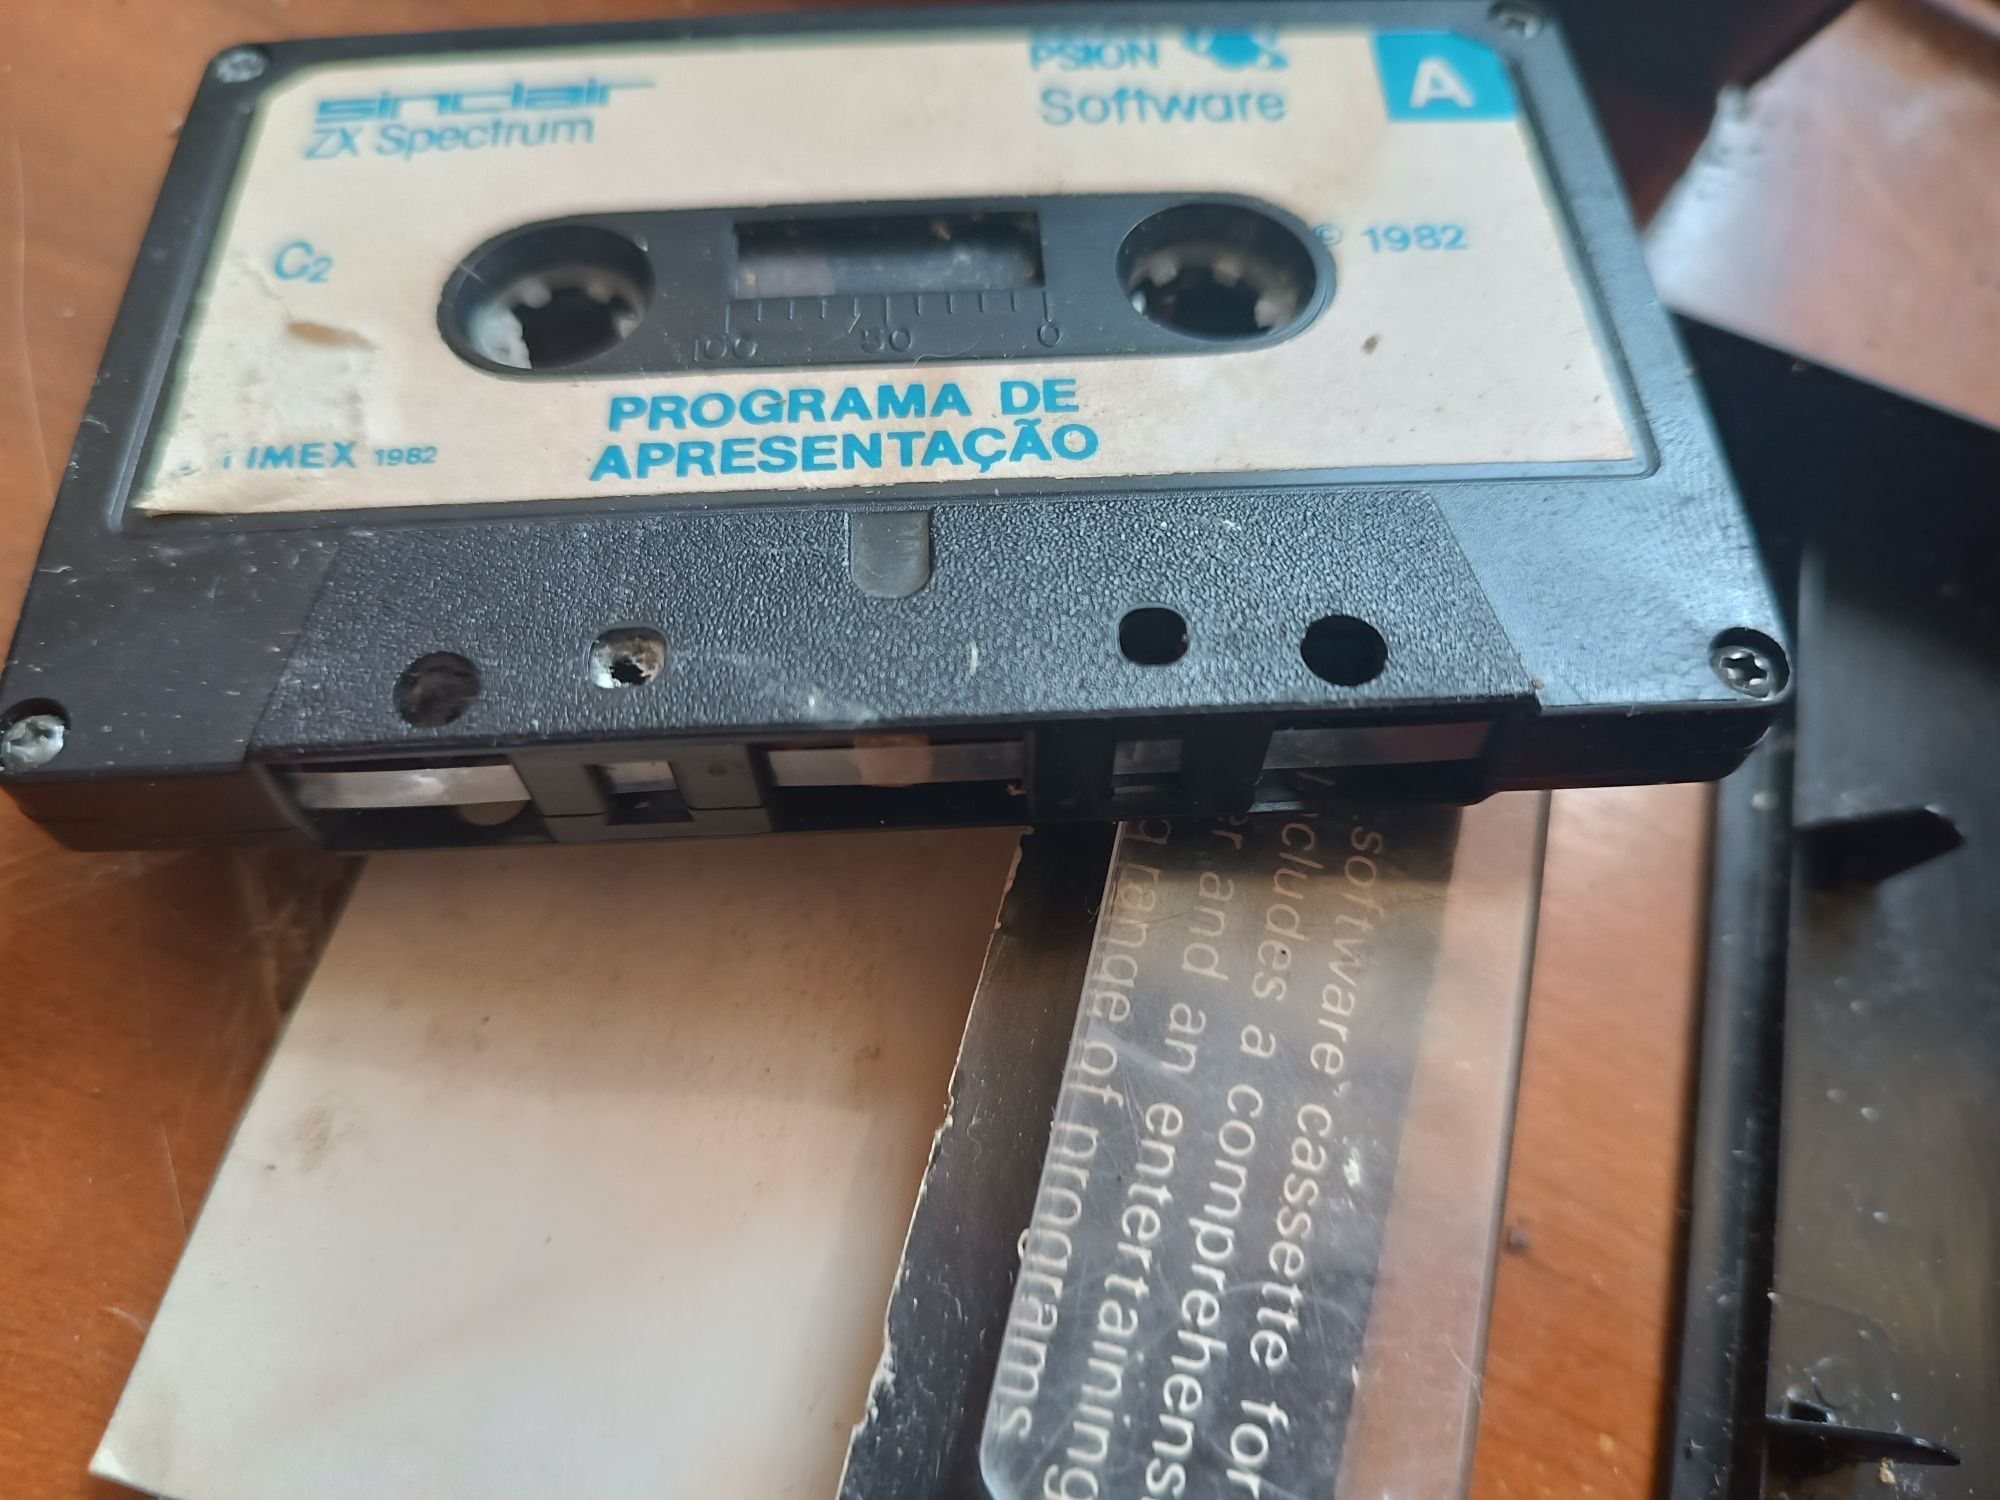 sinclair
ZX Spectrum
PSION
Software
A
C2
© 1982
100 50 0
PROGRAMA DE
APRESENTAÇÃO
TIMEX 1982
software" cassette for
includes a comprehens
and an entertaining
range of programs.